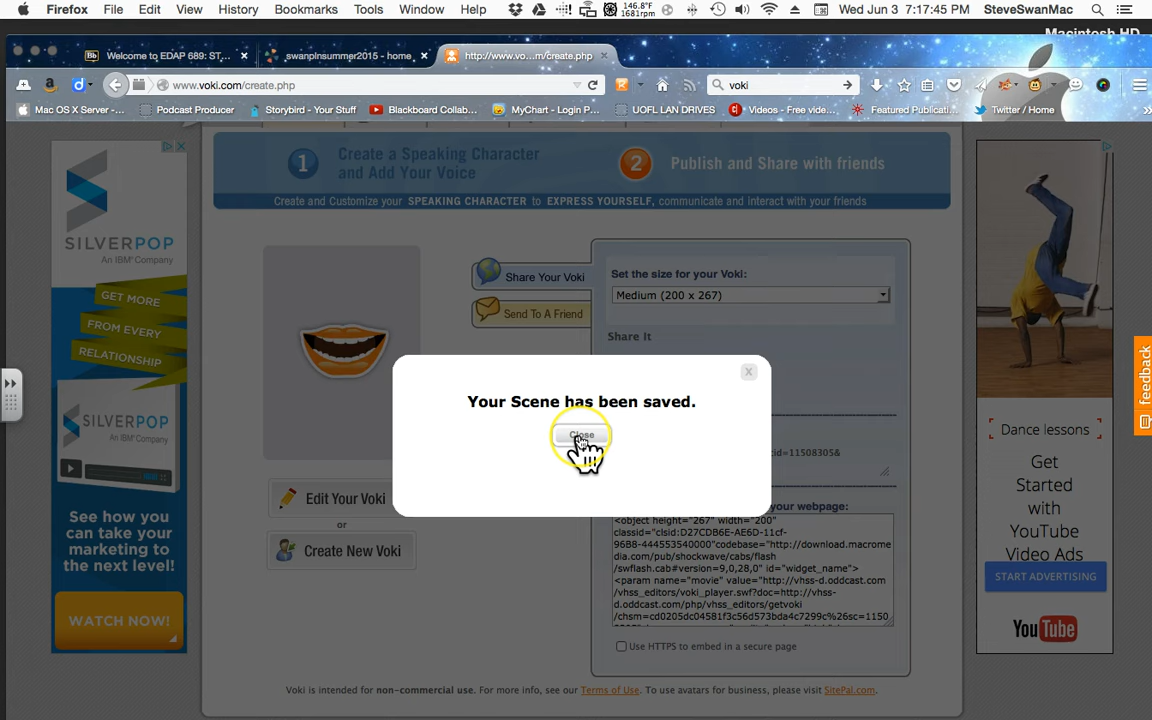 Firefox File Edit View History Bookmarks Tools Window Help 146.8°F 1681rpm Wed Jun 3 7:17:45 PM SteveSwanMac
Macintosh HD
Bb Welcome to EDAP 689: ST... × swanplnsummer2015 - home × http://www.vo...m/create.php ×
www.voki.com/create.php voki
Mac OS X Server -... Podcast Producer Storybird - Your Stuff Blackboard Collab... MyChart - Login P... UOFL LAN DRIVES Videos - Free vide... Featured Publicati... Twitter / Home
1 Create a Speaking Character and Add Your Voice
2 Publish and Share with friends
Create and Customize your SPEAKING CHARACTER to EXPRESS YOURSELF, communicate and interact with your friends
SILVERPOP
An IBM Company
GET MORE
FROM EVERY
RELATIONSHIP
SILVERPOP
An IBM Company
See how you
can take your
marketing to
the next level!
WATCH NOW!
Share Your Voki
Send To A Friend
Set the size for your Voki:
Medium (200 x 267)
Share It
Your Scene has been saved.
Close
x
id=11508305&
Edit Your Voki
or
Create New Voki
your webpage:
<object height="267" width="200"
classid="clsid:D27CDB6E-AE6D-11cf-
96B8-444553540000"codebase="http://download.macrome
dia.com/pub/shockwave/cabs/flash
/swflash.cab#version=9,0,28,0" id="widget_name">
<param name="movie" value="http://vhss-d.oddcast.com
/vhss_editors/voki_player.swf?doc=http://vhss-
d.oddcast.com/php/vhss_editors/getvoki
/chsm=cd0205dc04581f3c56d573bda4c7299c%26sc=1150
Use HTTPS to embed in a secure page
Voki is intended for non-commercial use. For more info, see our Terms of Use. To use avatars for business, please visit SitePal.com.
Dance lessons
Get
Started
with
YouTube
Video Ads
START ADVERTISING
YouTube
feedback